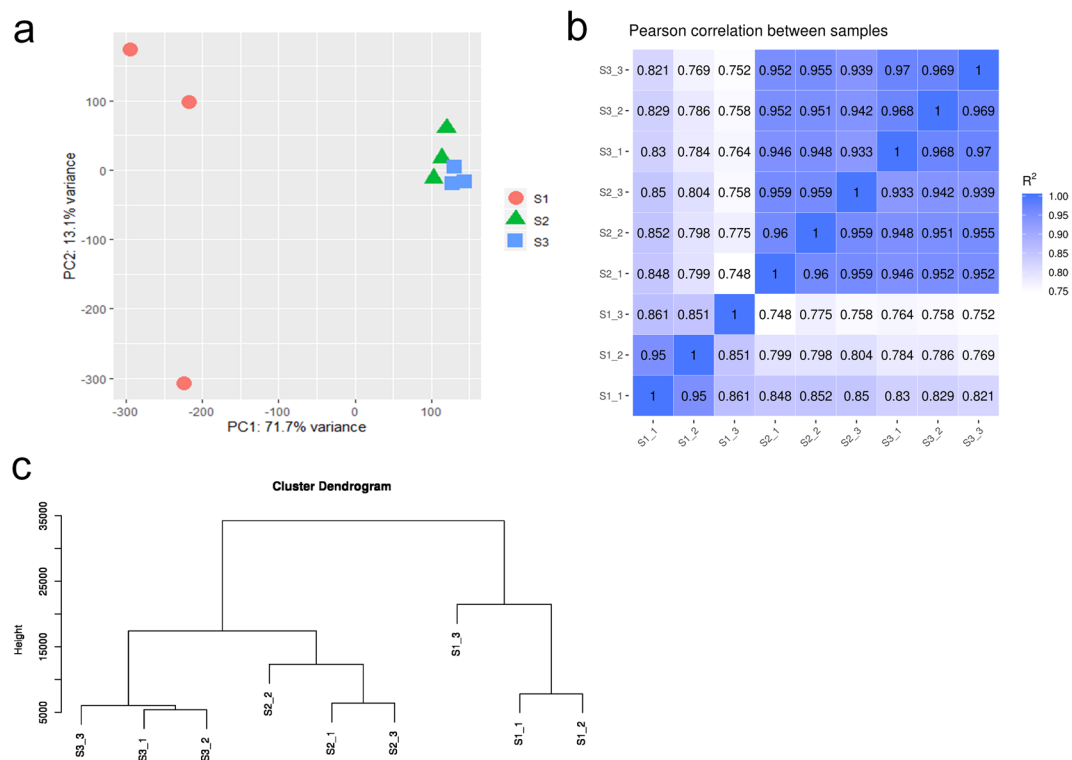 a
100
0
-100
-200
-300
-300
-200
-100
0
100
PC2: 13.1% variance
PC1: 71.7% variance
S1
S2
S3
b
Pearson correlation between samples
S3_3 0.821 0.769 0.752 0.952 0.955 0.939 0.97 0.969 1
S3_2 0.829 0.786 0.758 0.952 0.951 0.942 0.968 1 0.969
S3_1 0.83 0.784 0.764 0.946 0.948 0.933 1 0.968 0.97
S2_3 0.85 0.804 0.758 0.959 0.959 1 0.933 0.942 0.939
S2_2 0.852 0.798 0.775 0.96 1 0.959 0.948 0.951 0.955
S2_1 0.848 0.799 0.748 1 0.96 0.959 0.946 0.952 0.952
S1_3 0.861 0.851 1 0.748 0.775 0.758 0.764 0.758 0.752
S1_2 0.95 1 0.851 0.799 0.798 0.804 0.784 0.786 0.769
S1_1 1 0.95 0.861 0.848 0.852 0.85 0.83 0.829 0.821
S1_1 S1_2 S1_3 S2_1 S2_2 S2_3 S3_1 S3_2 S3_3
R2
1.00
0.95
0.90
0.85
0.80
0.75
c
Cluster Dendrogram
Height
35000
25000
15000
5000
S3_3
S3_1
S3_2
S2_2
S2_1
S2_3
S1_3
S1_1
S1_2